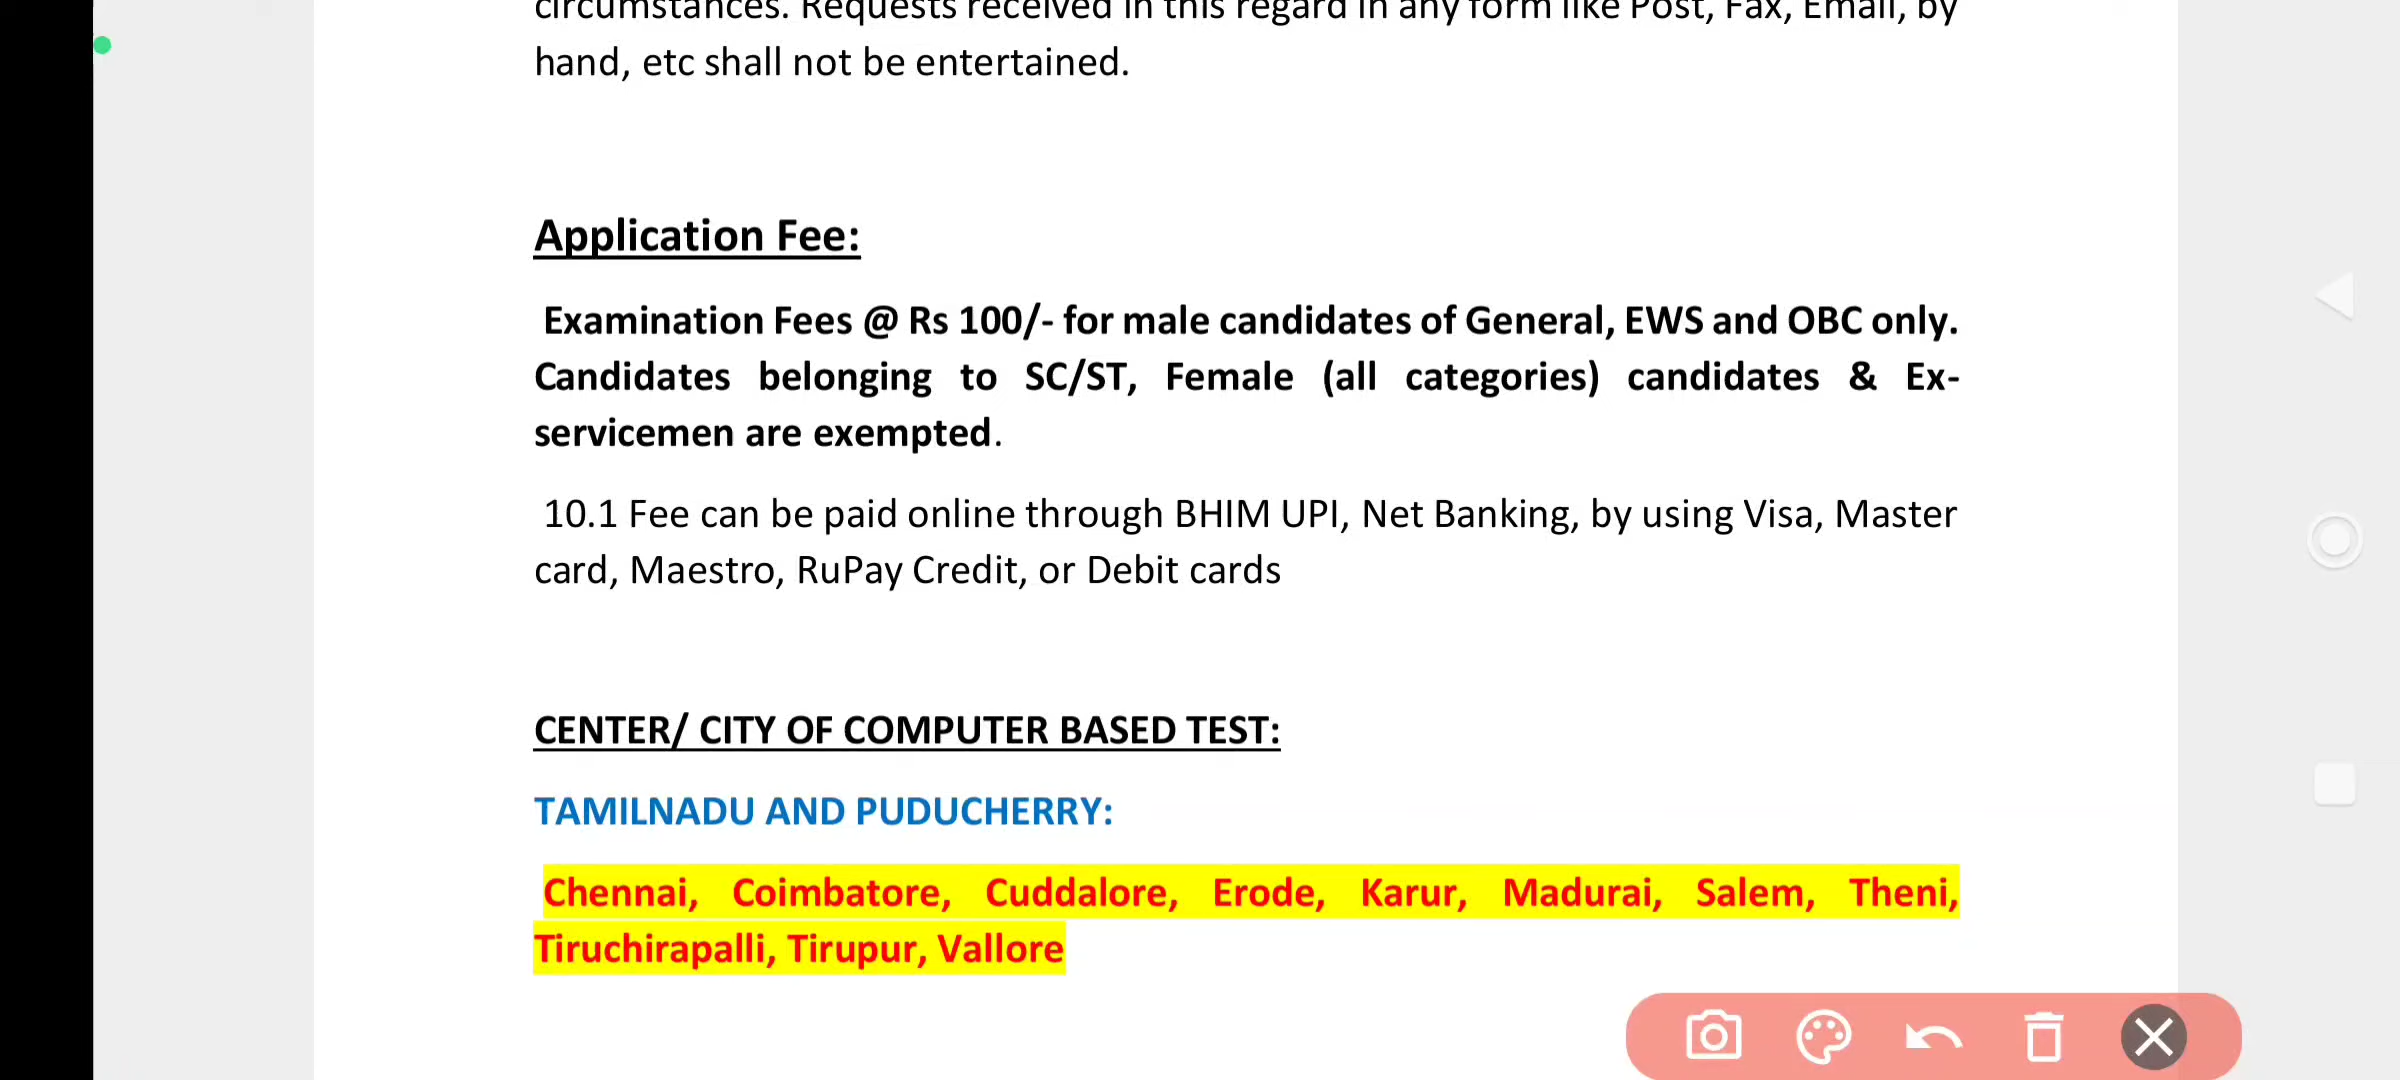 circumstances. Requests received in this regard in any form like Post, Fax, Email, by
hand, etc shall not be entertained.
Application Fee:
Examination Fees @ Rs 100/- for male candidates of General, EWS and OBC only.
Candidates belonging to SC/ST, Female (all categories) candidates & Ex-
servicemen are exempted.
10.1 Fee can be paid online through BHIM UPI, Net Banking, by using Visa, Master
card, Maestro, RuPay Credit, or Debit cards
CENTER/ CITY OF COMPUTER BASED TEST:
TAMILNADU AND PUDUCHERRY:
Chennai, Coimbatore, Cuddalore, Erode, Karur, Madurai, Salem, Theni,
Tiruchirapalli, Tirupur, Vallore